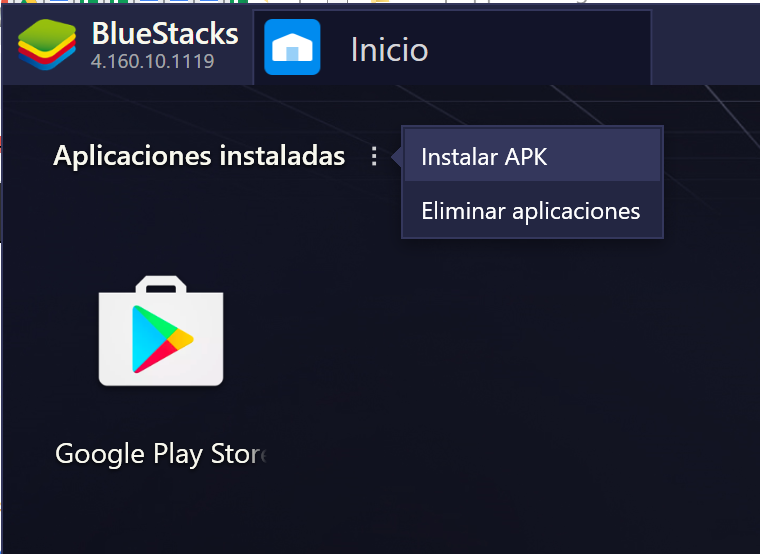 BlueStacks
4.160.10.1119
Inicio
Aplicaciones instaladas
Instalar APK
Eliminar aplicaciones
Google Play Store